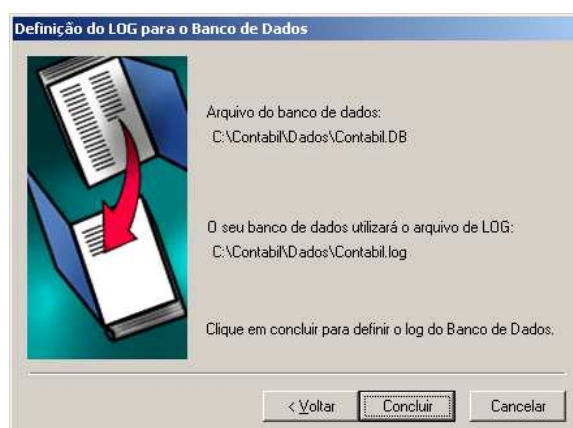 Definição do LOG para o Banco de Dados
Arquivo do banco de dados:
C:\Contabil\Dados\Contabil.DB
O seu banco de dados utilizará o arquivo de LOG:
C:\Contabil\Dados\Contabil.log
Clique em concluir para definir o log do Banco de Dados.
< Voltar
Concluir
Cancelar